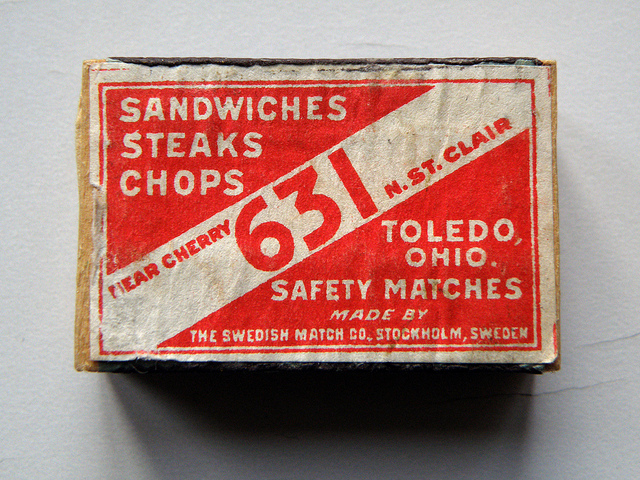 SANDWICHES
STEAKS
CHOPS
NEAR CHERRY 631 N. ST. CLAIR
TOLEDO,
OHIO.
SAFETY MATCHES
MADE BY
THE SWEDISH MATCH CO., STOCKHOLM, SWEDEN